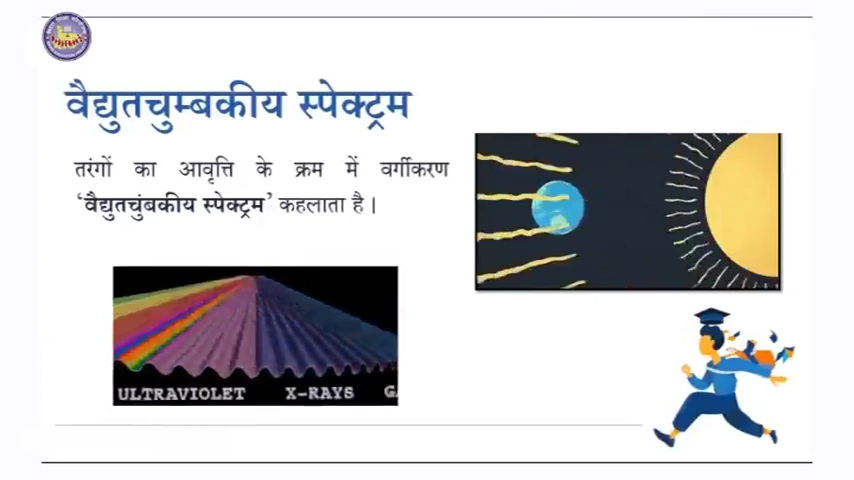 वैद्युतचुम्बकीय स्पेक्ट्रम
तरंगों का आवृत्ति के क्रम में वर्गीकरण
‘वैद्युतचुंबकीय स्पेक्ट्रम’ कहलाता है।
ULTRAVIOLET X-RAYS